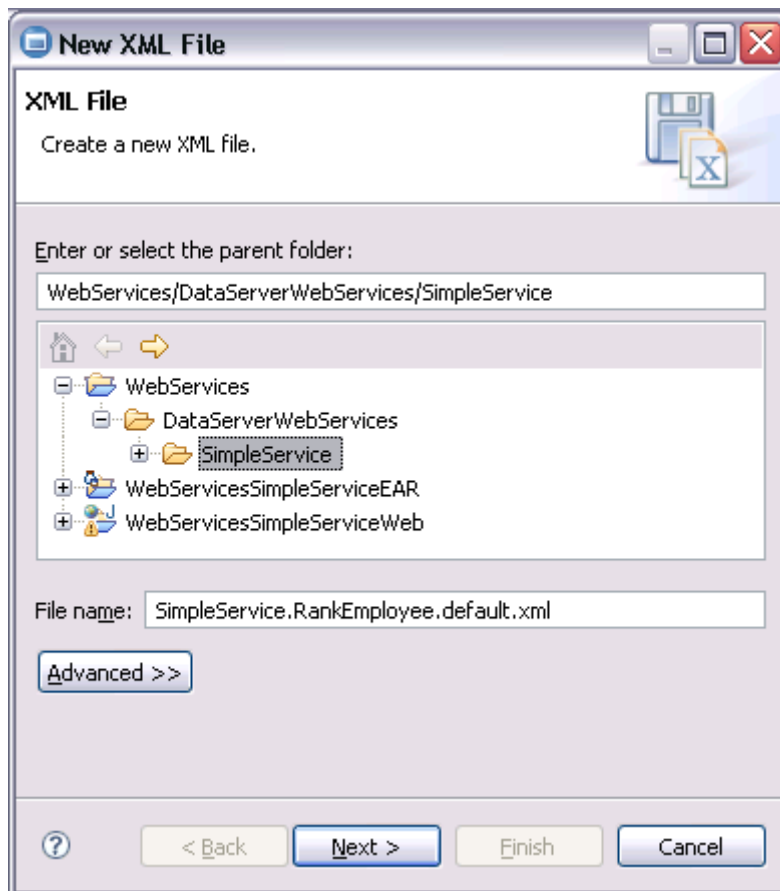 New XML File
XML File
Create a new XML file.
Enter or select the parent folder:
WebServices/DataServerWebServices/SimpleService
WebServices
DataServerWebServices
SimpleService
WebServicesSimpleServiceEAR
WebServicesSimpleServiceWeb
File name: SimpleService.RankEmployee.default.xml
Advanced >>
? < Back Next > Finish Cancel